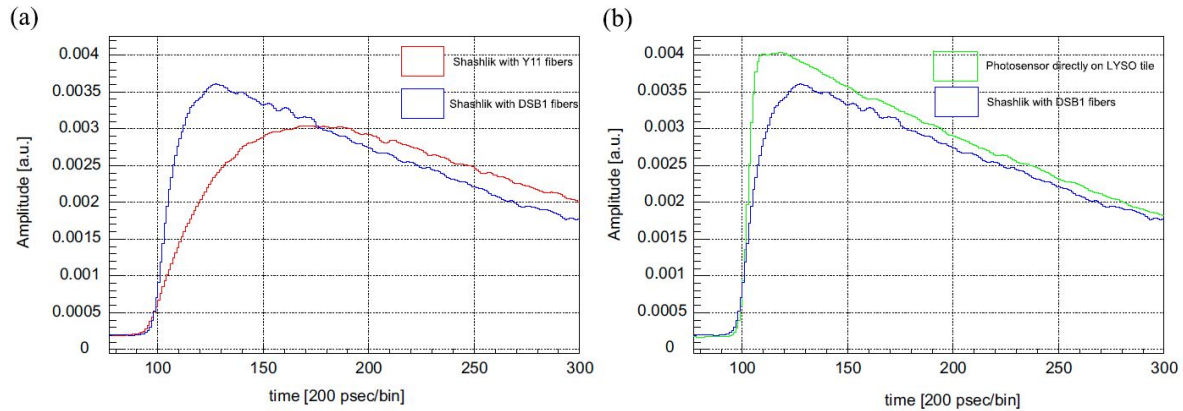 (a)
0.004
0.0035
0.003
0.0025
0.002
0.0015
0.001
0.0005
0
Amplitude [a.u.]
Shashlik with Y11 fibers
Shashlik with DSB1 fibers
100 150 200 250 300
time [200 psec/bin]
(b)
0.004
0.0035
0.003
0.0025
0.002
0.0015
0.001
0.0005
0
Amplitude [a.u.]
Photosensor directly on LYSO tile
Shashlik with DSB1 fibers
100 150 200 250 300
time [200 psec/bin]